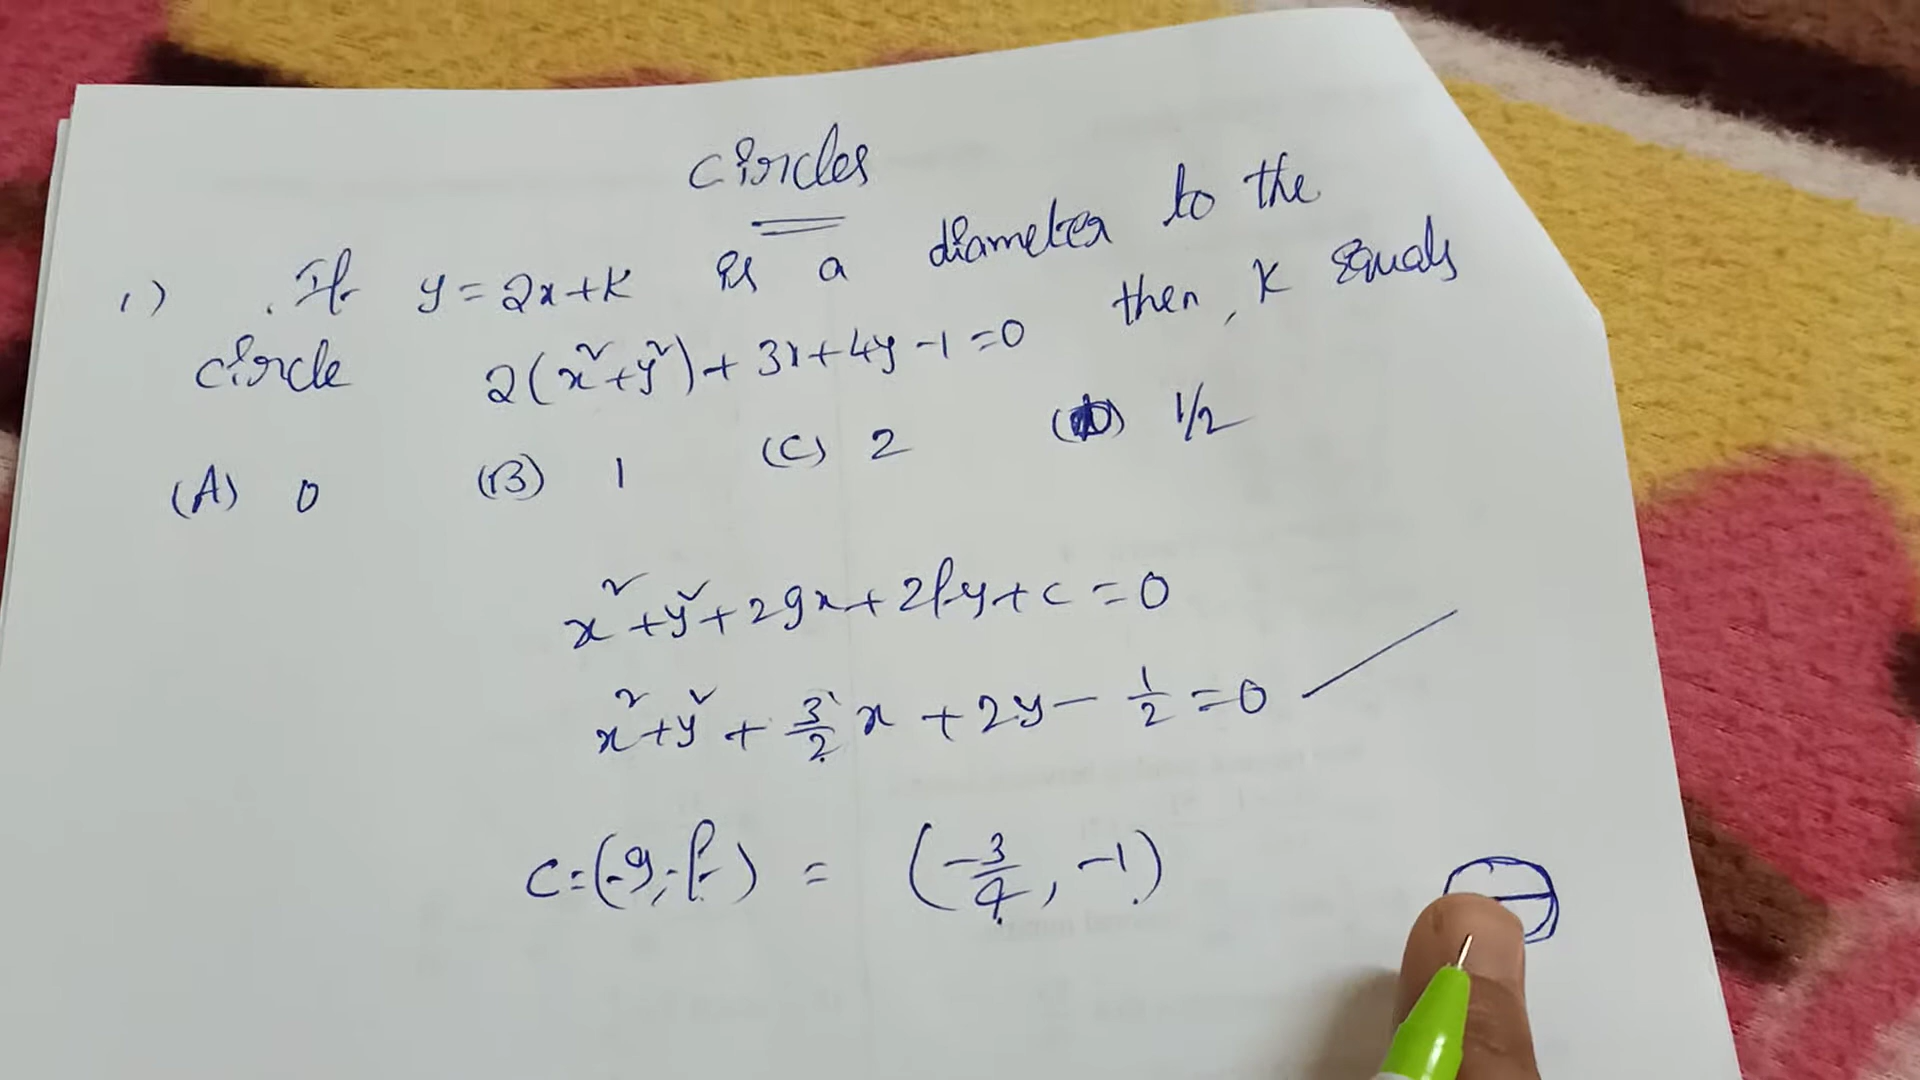 circles
1) If y = 2x+k is a diameter to the
circle 2(x²+y²)+3x+4y-1=0 then, k equals
(A) 0 (B) 1 (C) 2 (D) 1/2
x²+y²+2gx+2fy+c=0
x²+y²+3/2x+2y-1/2=0
C=(-g,-f) = (-3/4,-1)